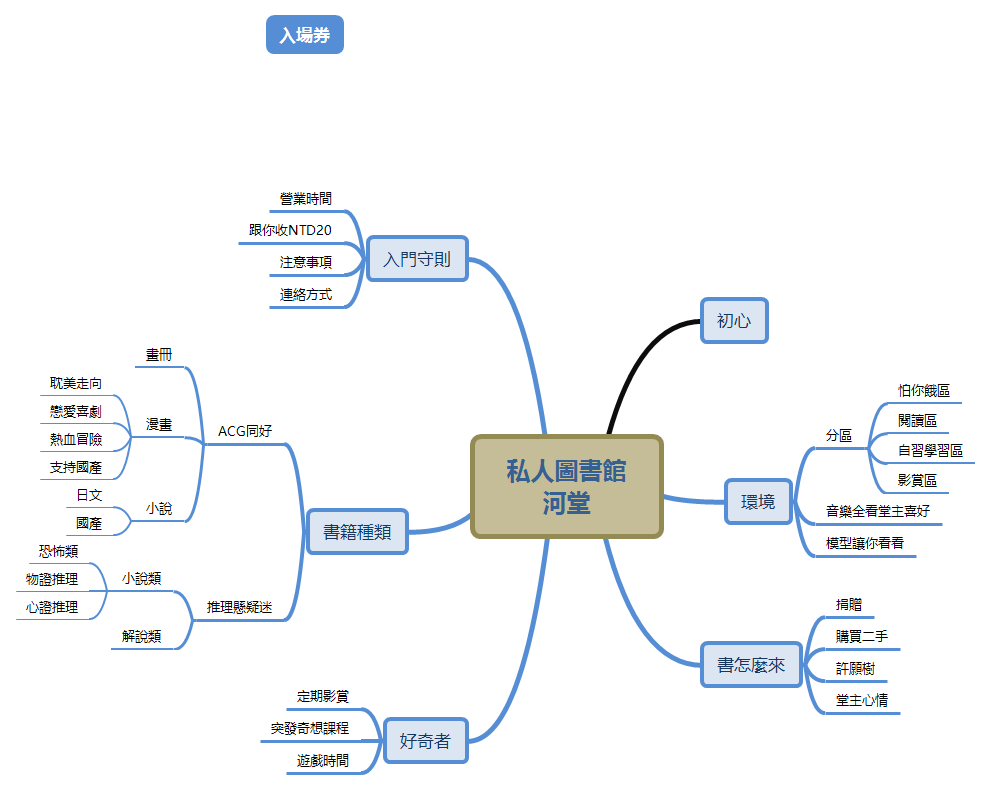 入場券
私人圖書館
河堂
初心
環境
分區
怕你餓區
閱讀區
自習學習區
影賞區
音樂全看堂主喜好
模型讓你看看
書怎麼來
捐贈
購買二手
許願樹
堂主心情
入門守則
營業時間
跟你收NTD20
注意事項
連絡方式
書籍種類
ACG同好
畫冊
漫畫
耽美走向
戀愛喜劇
熱血冒險
支持國產
小說
日文
國產
推理懸疑迷
小說類
恐怖類
物證推理
心證推理
解說類
好奇者
定期影賞
突發奇想課程
遊戲時間